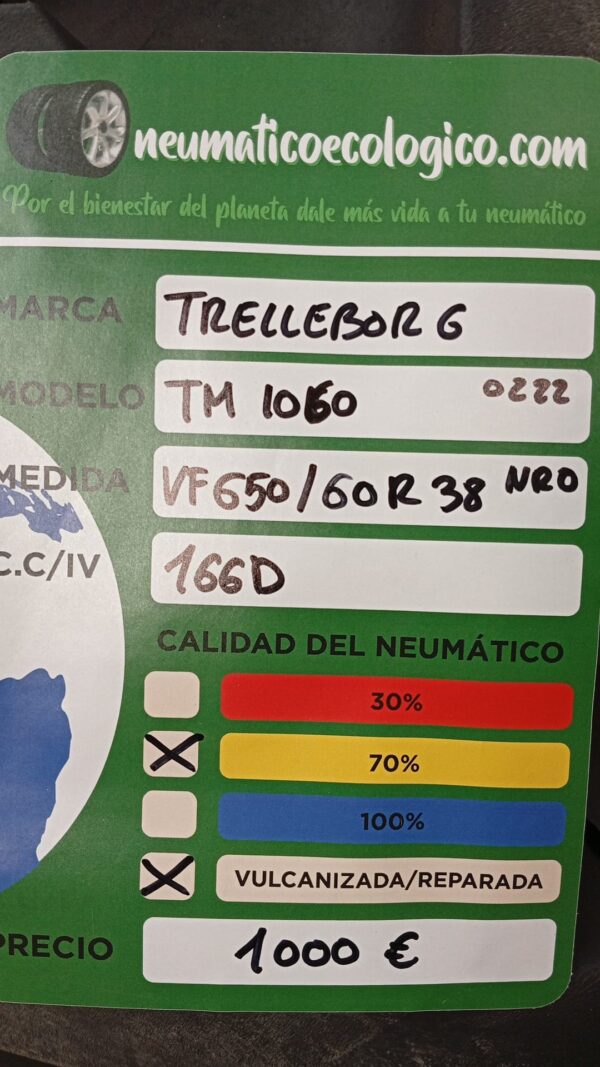 neumaticoecologico.com
Por el bienestar del planeta dale más vida a tu neumático
MARCA TRELLEBORG
MODELO TM 1060 0222
MEDIDA VF650/60R38 NRO
C.C/IV 166D
CALIDAD DEL NEUMÁTICO
30%
X 70%
100%
X VULCANIZADA/REPARADA
PRECIO 1000 €